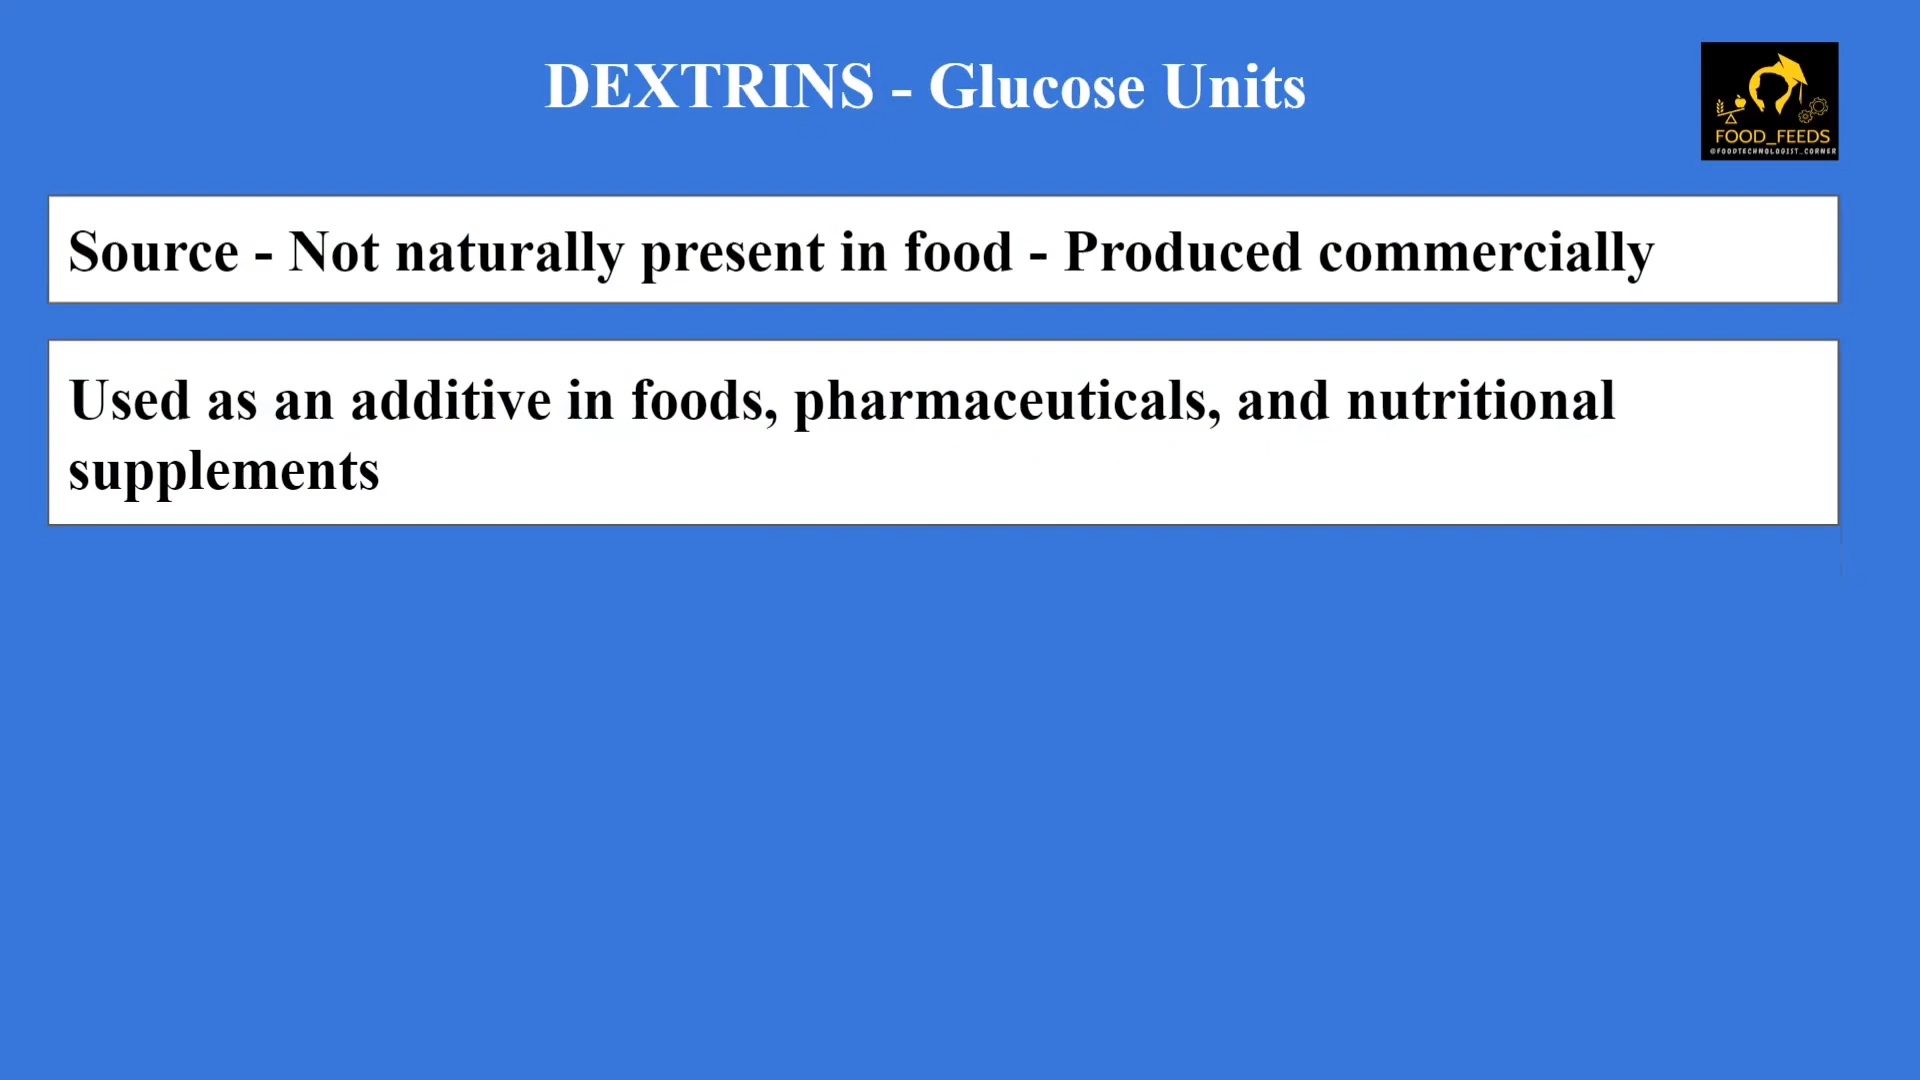 DEXTRINS - Glucose Units
FOOD_FEEDS
@FOODTECHNOLOGIST_CORNER
Source - Not naturally present in food - Produced commercially
Used as an additive in foods, pharmaceuticals, and nutritional
supplements